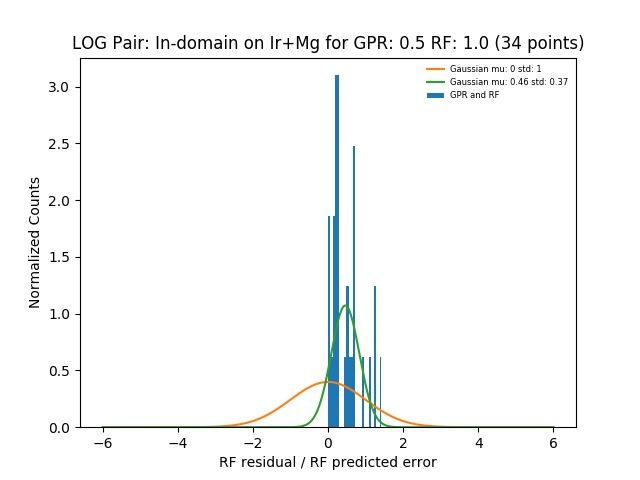 LOG Pair: In-domain on Ir+Mg for GPR: 0.5 RF: 1.0 (34 points)
Gaussian mu: 0 std: 1
Gaussian mu: 0.46 std: 0.37
GPR and RF
Normalized Counts
3.0
2.5
2.0
1.5
1.0
0.5
0.0
−6 −4 −2 0 2 4 6
RF residual / RF predicted error